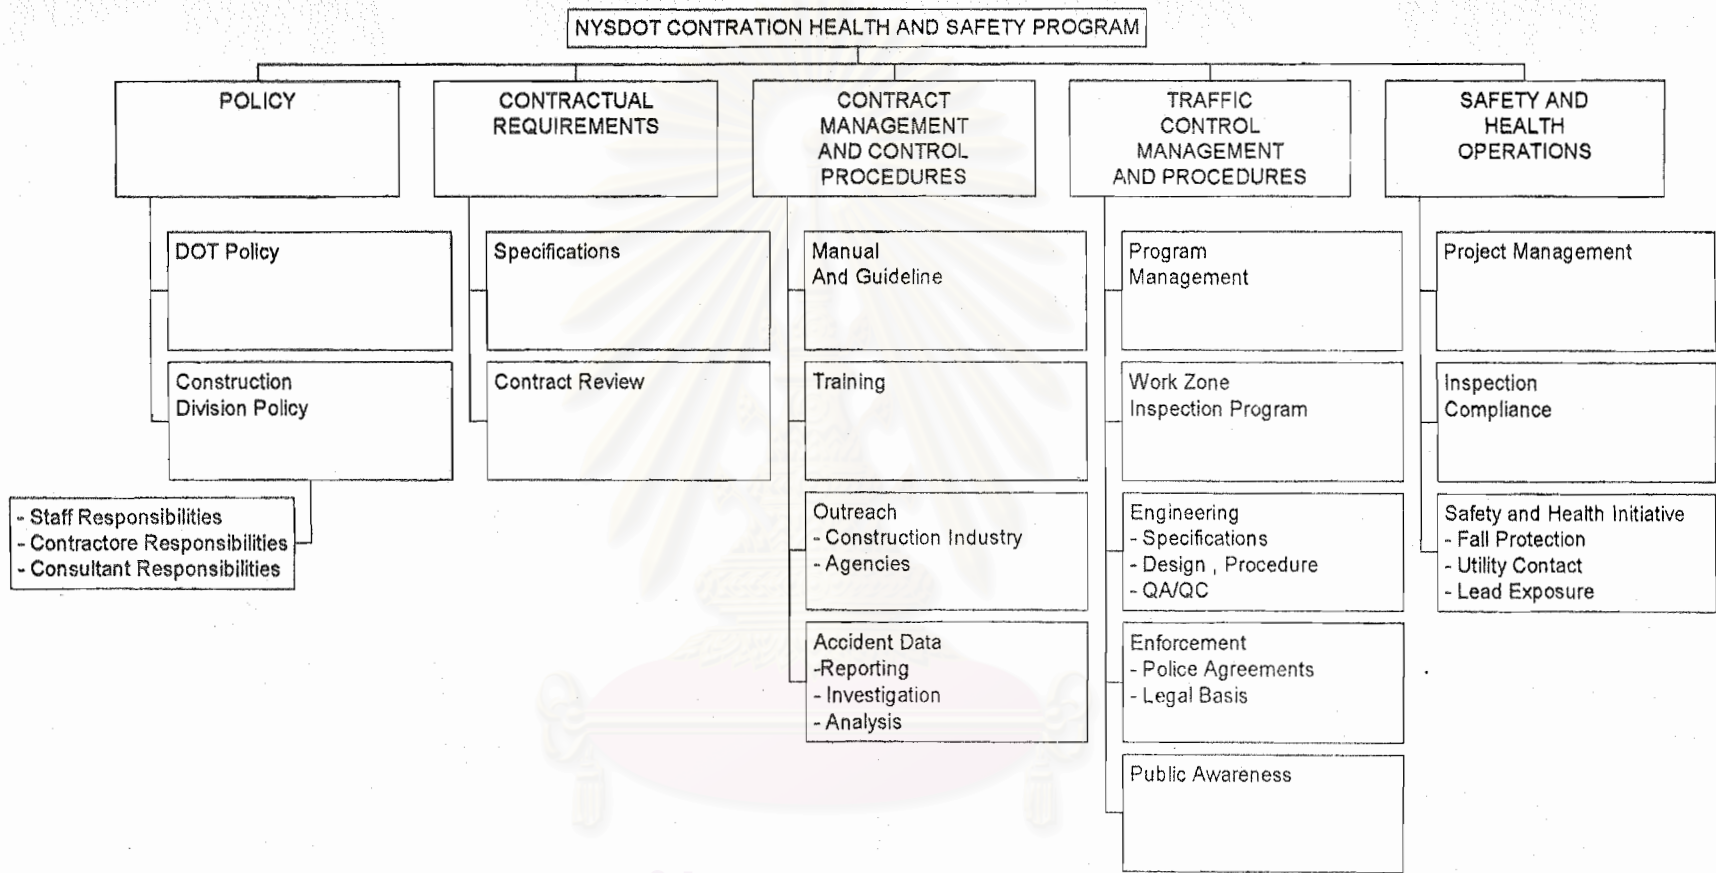 NYSDOT CONTRATION HEALTH AND SAFETY PROGRAM
POLICY
CONTRACTUAL
REQUIREMENTS
CONTRACT
MANAGEMENT
AND CONTROL
PROCEDURES
TRAFFIC
CONTROL
MANAGEMENT
AND PROCEDURES
SAFETY AND
HEALTH
OPERATIONS
DOT Policy
Construction
Division Policy
- Staff Responsibilities
- Contractore Responsibilities
- Consultant Responsibilities
Specifications
Contract Review
Manual
And Guideline
Training
Outreach
- Construction Industry
- Agencies
Accident Data
-Reporting
- Investigation
- Analysis
Program
Management
Work Zone
Inspection Program
Engineering
- Specifications
- Design , Procedure
- QA/QC
Enforcement
- Police Agreements
- Legal Basis
Public Awareness
Project Management
Inspection
Compliance
Safety and Health Initiative
- Fall Protection
- Utility Contact
- Lead Exposure